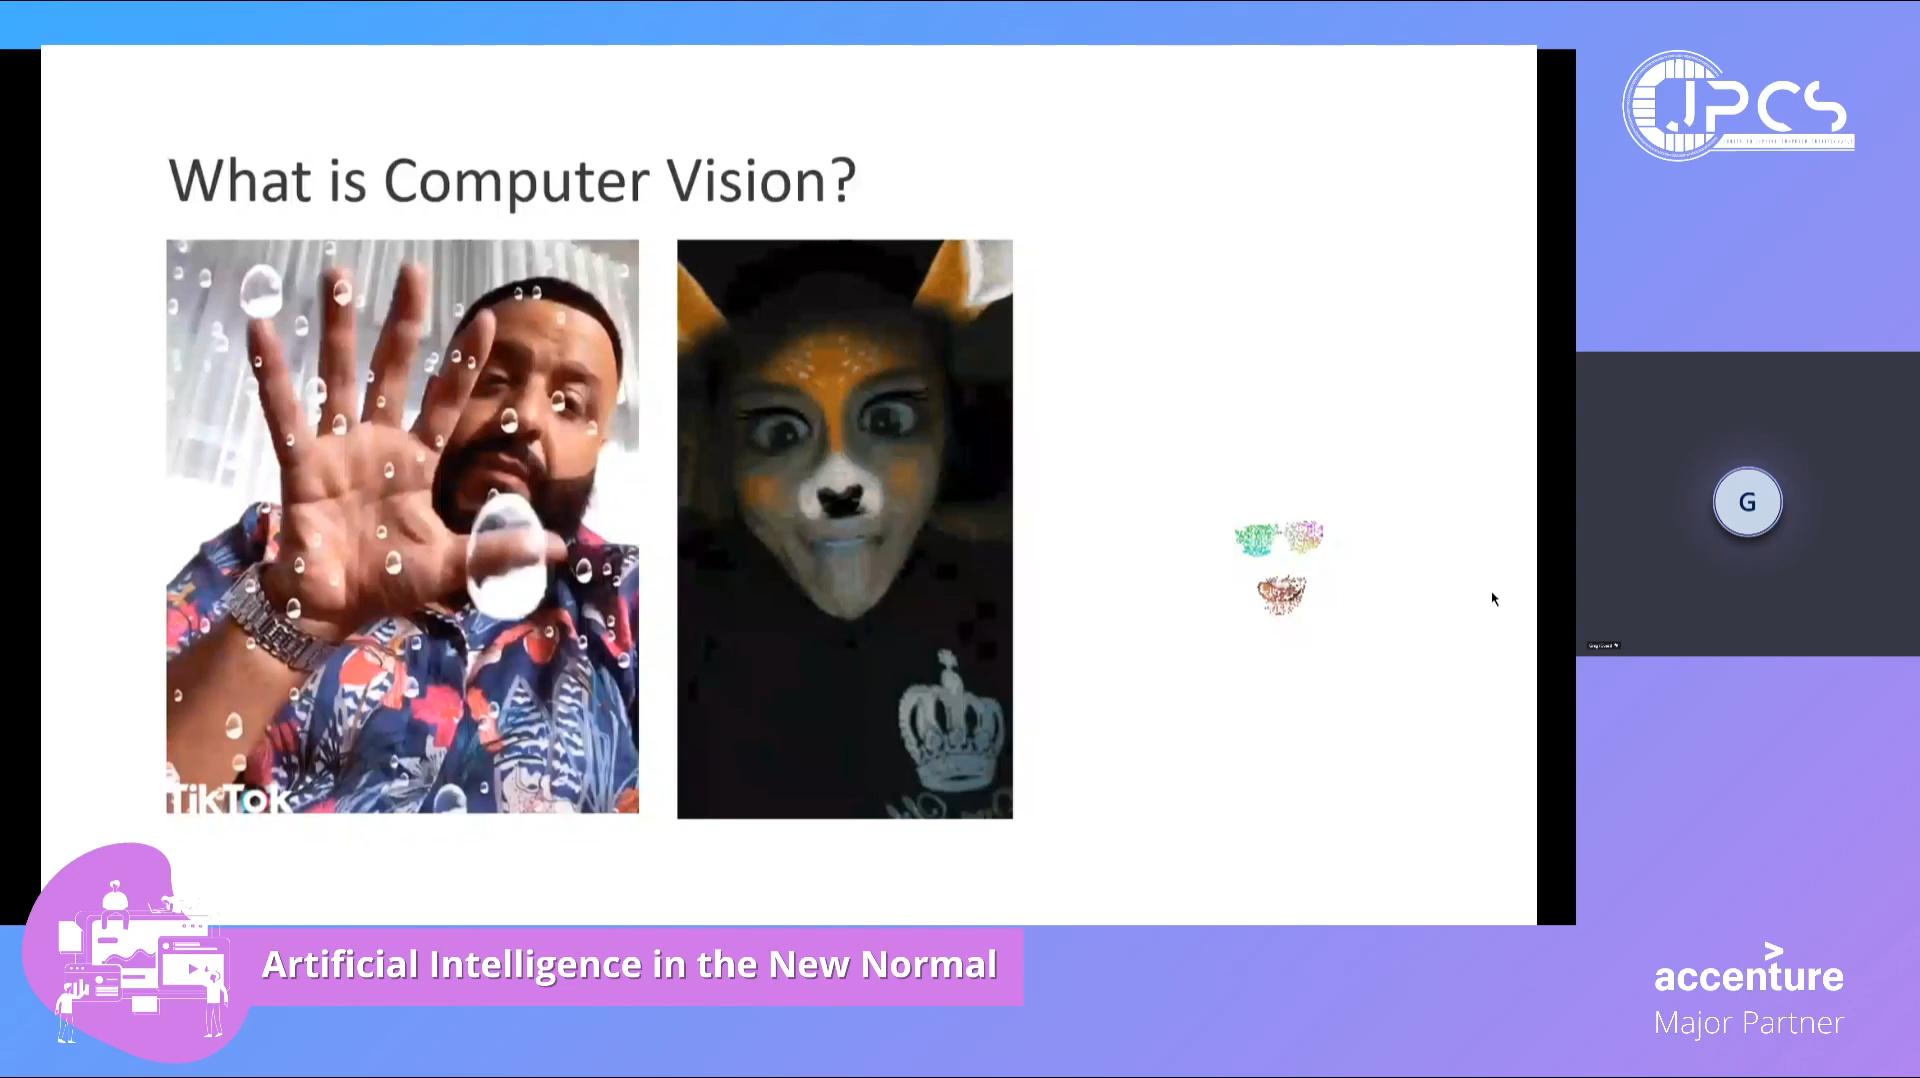 JPCS
What is Computer Vision?
G
TikTok
Artificial Intelligence in the New Normal
accenture
Major Partner